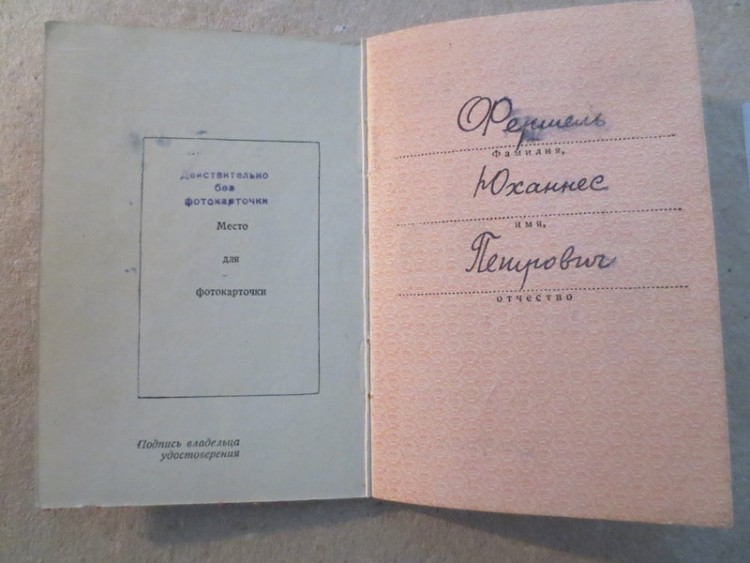 Действительно
без
фотокарточки
Место
для
фотокарточки
Подпись владельца
удостоверения
фамилия,
Юханнес
имя,
Петрович
отчество